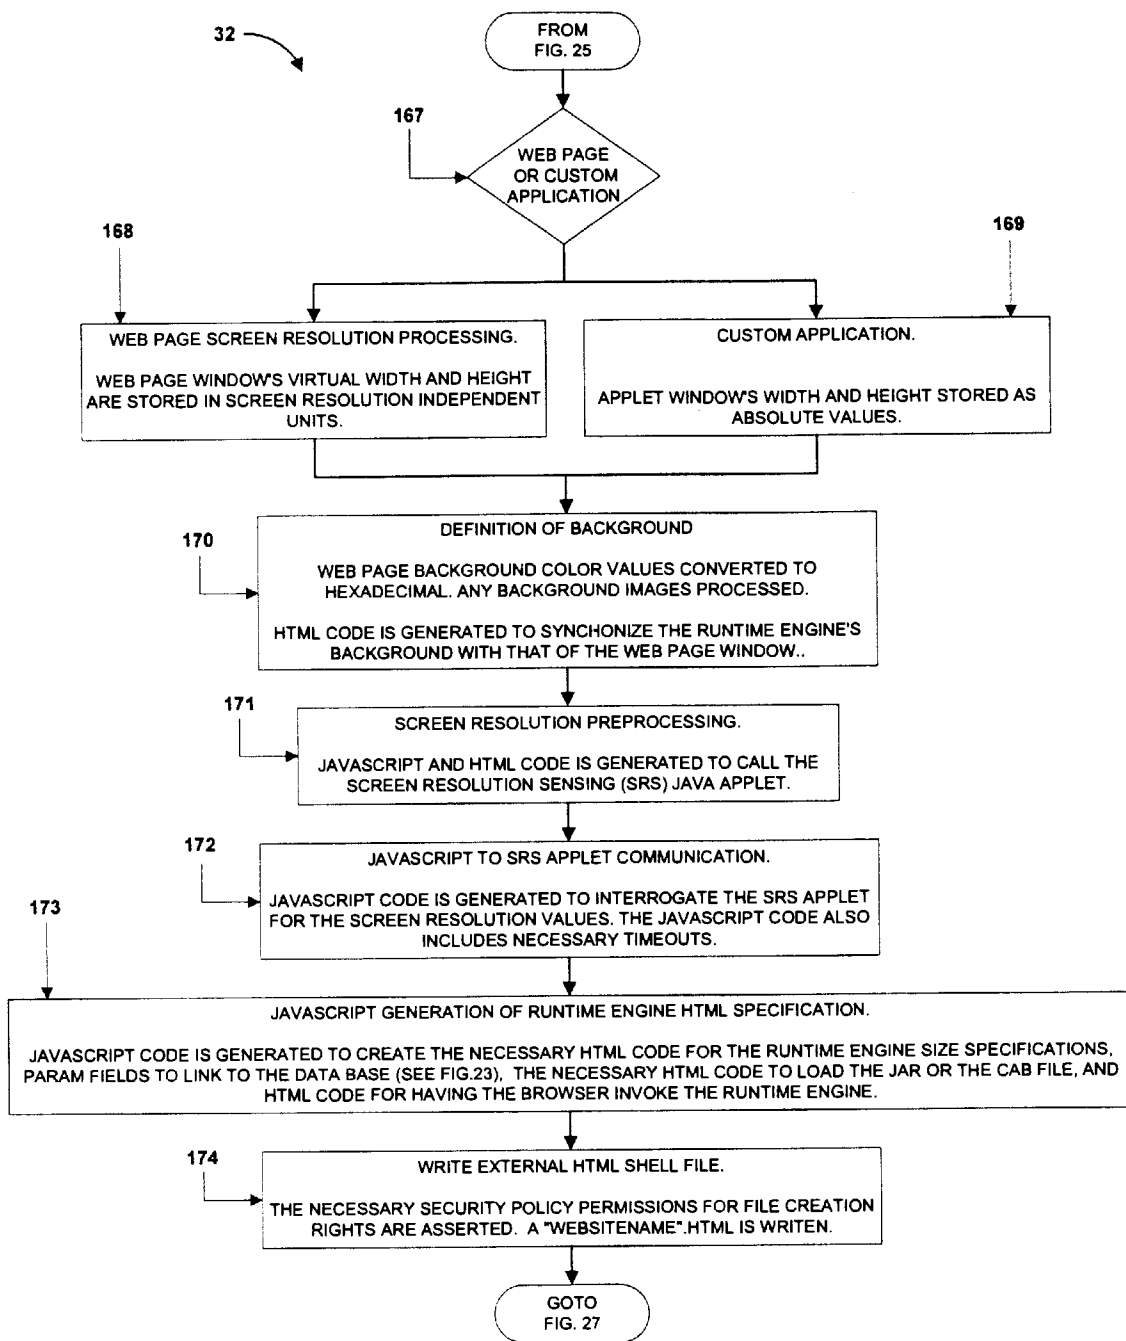 32
FROM
FIG. 25
167
WEB PAGE
OR CUSTOM
APPLICATION
168
169
WEB PAGE SCREEN RESOLUTION PROCESSING.
WEB PAGE WINDOW'S VIRTUAL WIDTH AND HEIGHT
ARE STORED IN SCREEN RESOLUTION INDEPENDENT
UNITS.
CUSTOM APPLICATION.
APPLET WINDOW'S WIDTH AND HEIGHT STORED AS
ABSOLUTE VALUES.
170
DEFINITION OF BACKGROUND
WEB PAGE BACKGROUND COLOR VALUES CONVERTED TO
HEXADECIMAL. ANY BACKGROUND IMAGES PROCESSED.
HTML CODE IS GENERATED TO SYNCHONIZE THE RUNTIME ENGINE'S
BACKGROUND WITH THAT OF THE WEB PAGE WINDOW..
171
SCREEN RESOLUTION PREPROCESSING.
JAVASCRIPT AND HTML CODE IS GENERATED TO CALL THE
SCREEN RESOLUTION SENSING (SRS) JAVA APPLET.
172
JAVASCRIPT TO SRS APPLET COMMUNICATION.
JAVASCRIPT CODE IS GENERATED TO INTERROGATE THE SRS APPLET
FOR THE SCREEN RESOLUTION VALUES. THE JAVASCRIPT CODE ALSO
INCLUDES NECESSARY TIMEOUTS.
173
JAVASCRIPT GENERATION OF RUNTIME ENGINE HTML SPECIFICATION.
JAVASCRIPT CODE IS GENERATED TO CREATE THE NECESSARY HTML CODE FOR THE RUNTIME ENGINE SIZE SPECIFICATIONS,
PARAM FIELDS TO LINK TO THE DATA BASE (SEE FIG.23), THE NECESSARY HTML CODE TO LOAD THE JAR OR THE CAB FILE, AND
HTML CODE FOR HAVING THE BROWSER INVOKE THE RUNTIME ENGINE.
174
WRITE EXTERNAL HTML SHELL FILE.
THE NECESSARY SECURITY POLICY PERMISSIONS FOR FILE CREATION
RIGHTS ARE ASSERTED. A "WEBSITENAME".HTML IS WRITEN.
GOTO
FIG. 27